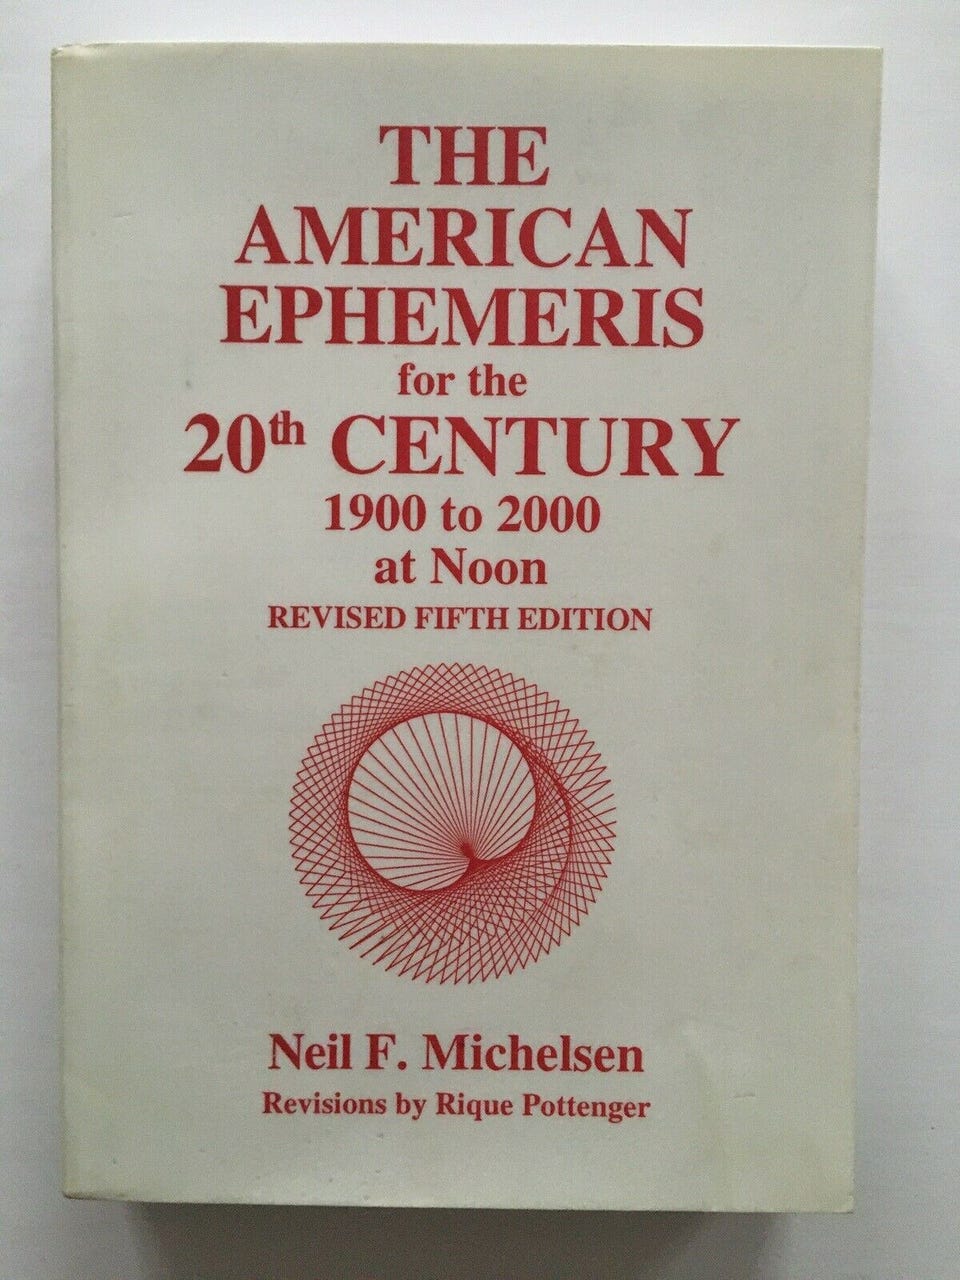 THE
AMERICAN
EPHEMERIS
for the
20th CENTURY
1900 to 2000
at Noon
REVISED FIFTH EDITION
Neil F. Michelsen
Revisions by Rique Pottenger